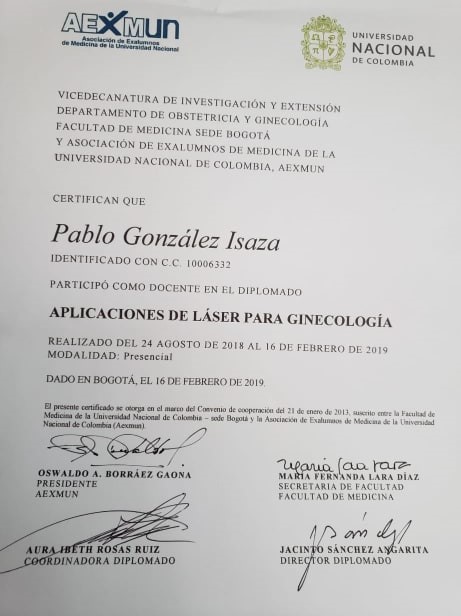 AEXMUN
Asociación de Exalumnos
de Medicina de la Universidad Nacional
UNIVERSIDAD
NACIONAL
DE COLOMBIA
VICEDECANATURA DE INVESTIGACIÓN Y EXTENSIÓN
DEPARTAMENTO DE OBSTETRICIA Y GINECOLOGÍA
FACULTAD DE MEDICINA SEDE BOGOTÁ
Y ASOCIACIÓN DE EXALUMNOS DE MEDICINA DE LA
UNIVERSIDAD NACIONAL DE COLOMBIA, AEXMUN
CERTIFICAN QUE
Pablo González Isaza
IDENTIFICADO CON C.C. 10006332
PARTICIPÓ COMO DOCENTE EN EL DIPLOMADO
APLICACIONES DE LÁSER PARA GINECOLOGÍA
REALIZADO DEL 24 AGOSTO DE 2018 AL 16 DE FEBRERO DE 2019
MODALIDAD: Presencial
DADO EN BOGOTÁ, EL 16 DE FEBRERO DE 2019.
El presente certificado se otorga en el marco del Convenio de cooperación del 21 de enero de 2013, suscrito entre la Facultad de
Medicina de la Universidad Nacional de Colombia – sede Bogotá y la Asociación de Exalumnos de Medicina de la Universidad
Nacional de Colombia (Aexmun).
OSWALDO A. BORRÁEZ GAONA
PRESIDENTE
AEXMUN
MARÍA FERNANDA LARA DÍAZ
SECRETARIA DE FACULTAD
FACULTAD DE MEDICINA
AURA IBETH ROSAS RUIZ
COORDINADORA DIPLOMADO
JACINTO SÁNCHEZ ANGARITA
DIRECTOR DIPLOMADO